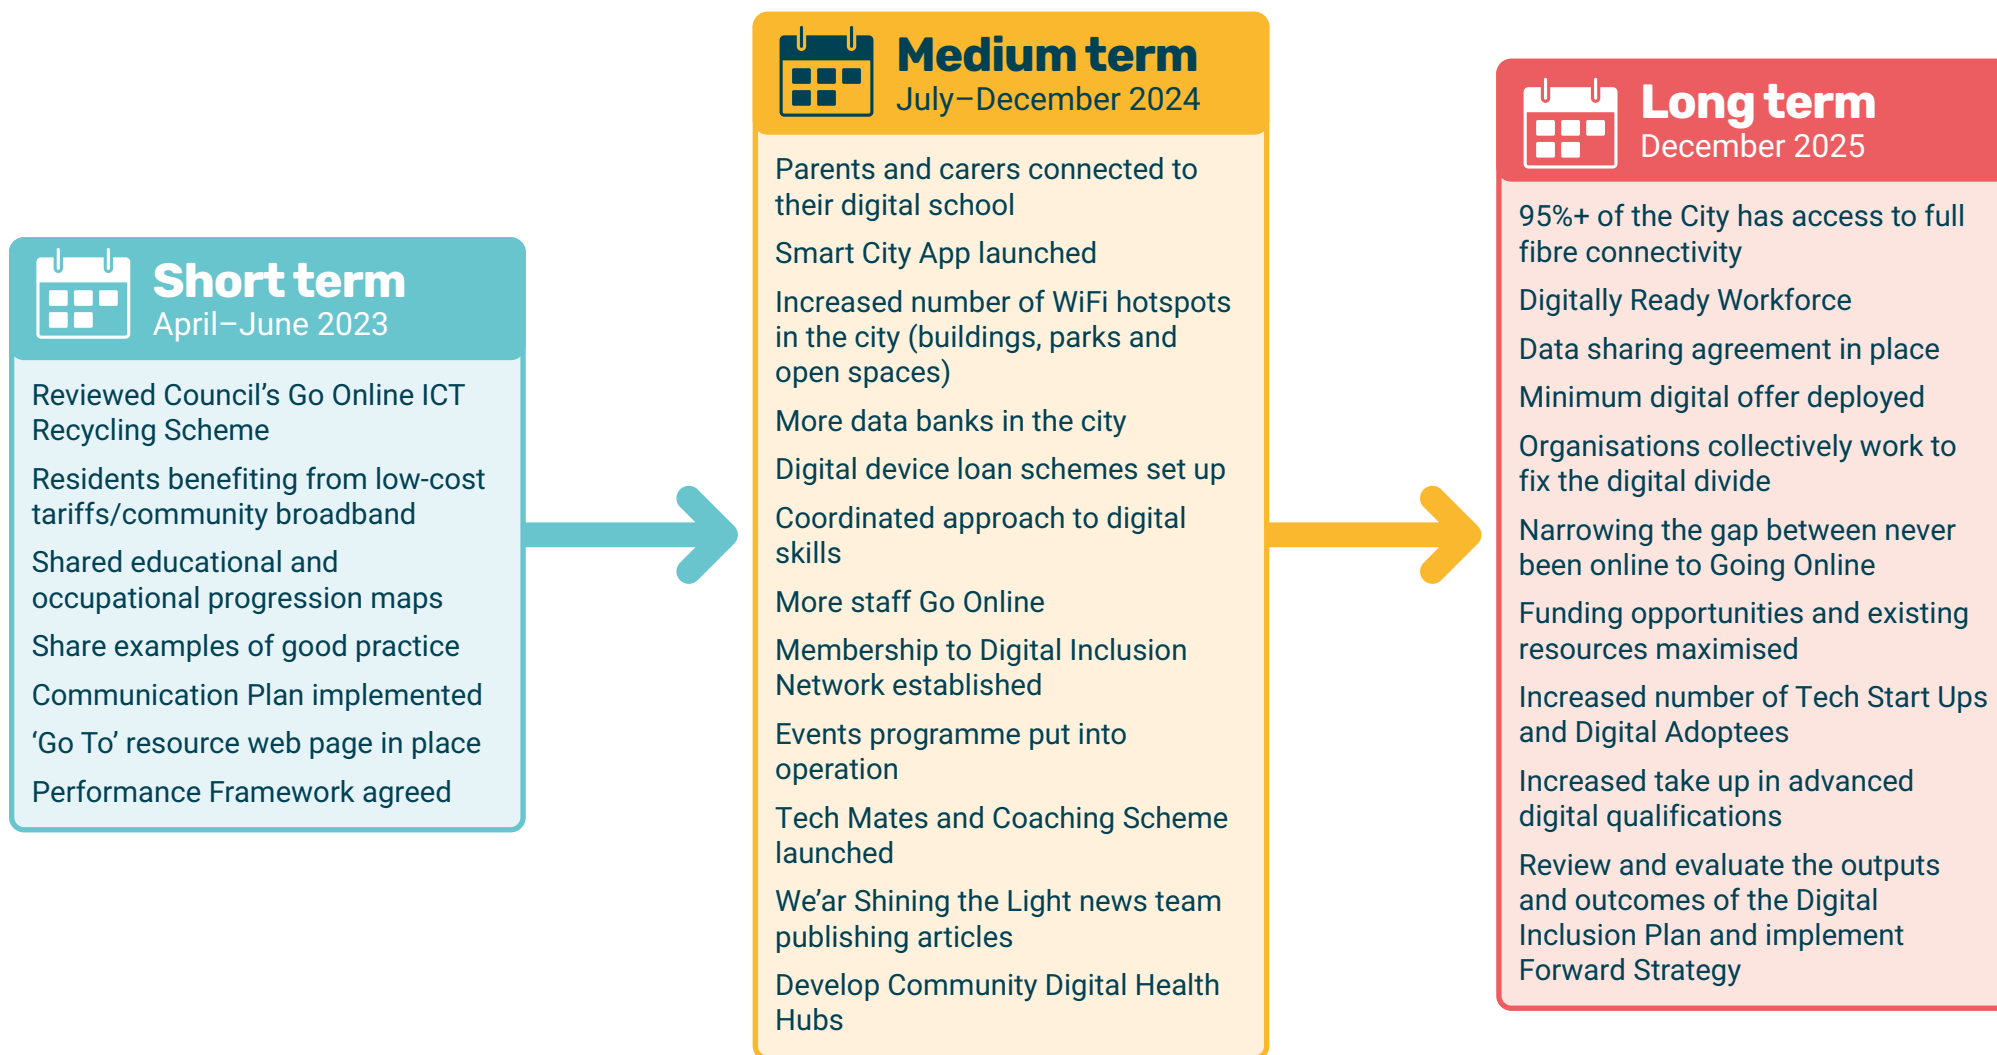 Short term
April–June 2023
Reviewed Council’s Go Online ICT
Recycling Scheme
Residents benefiting from low-cost
tariffs/community broadband
Shared educational and
occupational progression maps
Share examples of good practice
Communication Plan implemented
‘Go To’ resource web page in place
Performance Framework agreed
Medium term
July–December 2024
Parents and carers connected to
their digital school
Smart City App launched
Increased number of WiFi hotspots
in the city (buildings, parks and
open spaces)
More data banks in the city
Digital device loan schemes set up
Coordinated approach to digital
skills
More staff Go Online
Membership to Digital Inclusion
Network established
Events programme put into
operation
Tech Mates and Coaching Scheme
launched
We’ar Shining the Light news team
publishing articles
Develop Community Digital Health
Hubs
Long term
December 2025
95%+ of the City has access to full
fibre connectivity
Digitally Ready Workforce
Data sharing agreement in place
Minimum digital offer deployed
Organisations collectively work to
fix the digital divide
Narrowing the gap between never
been online to Going Online
Funding opportunities and existing
resources maximised
Increased number of Tech Start Ups
and Digital Adoptees
Increased take up in advanced
digital qualifications
Review and evaluate the outputs
and outcomes of the Digital
Inclusion Plan and implement
Forward Strategy